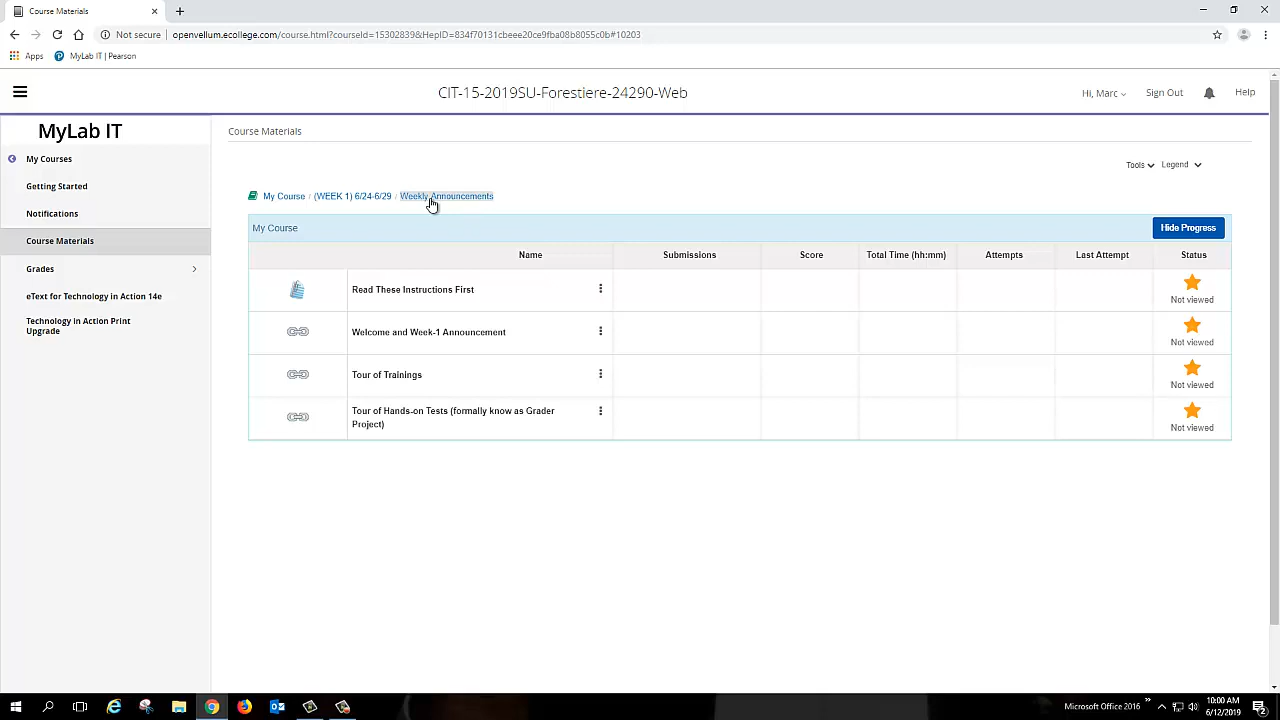 Course Materials
Not secure | openvellum.ecollege.com/course.html?courseId=15302839&HepID=834f70131cbeee20ce9fba08b8055c0b#10203
Apps MyLab IT | Pearson
CIT-15-2019SU-Forestiere-24290-Web
Hi, Marc
Sign Out
Help
MyLab IT
My Courses
Getting Started
Notifications
Course Materials
Grades
eText for Technology in Action 14e
Technology in Action Print
Upgrade
Course Materials
Tools Legend
My Course / (WEEK 1) 6/24-6/29 / Weekly Announcements
My Course
Hide Progress
Name Submissions Score Total Time (hh:mm) Attempts Last Attempt Status
Read These Instructions First
Not viewed
Welcome and Week-1 Announcement
Not viewed
Tour of Trainings
Not viewed
Tour of Hands-on Tests (formally know as Grader
Project)
Not viewed
Microsoft Office 2016
10:00 AM
6/12/2019
2